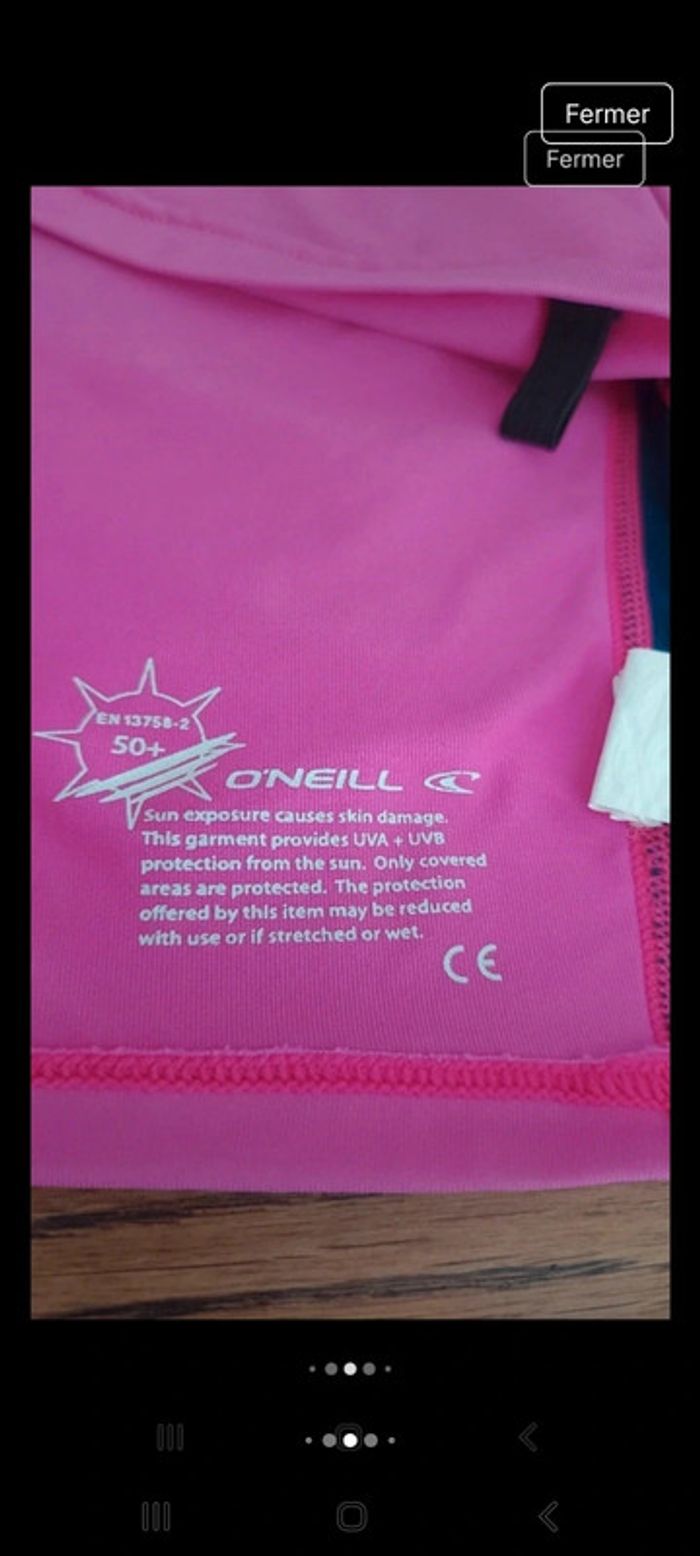 Fermer
Fermer
EN 13758-2
50+
O'NEILL
Sun exposure causes skin damage.
This garment provides UVA + UVB
protection from the sun. Only covered
areas are protected. The protection
offered by this item may be reduced
with use or if stretched or wet.
CE